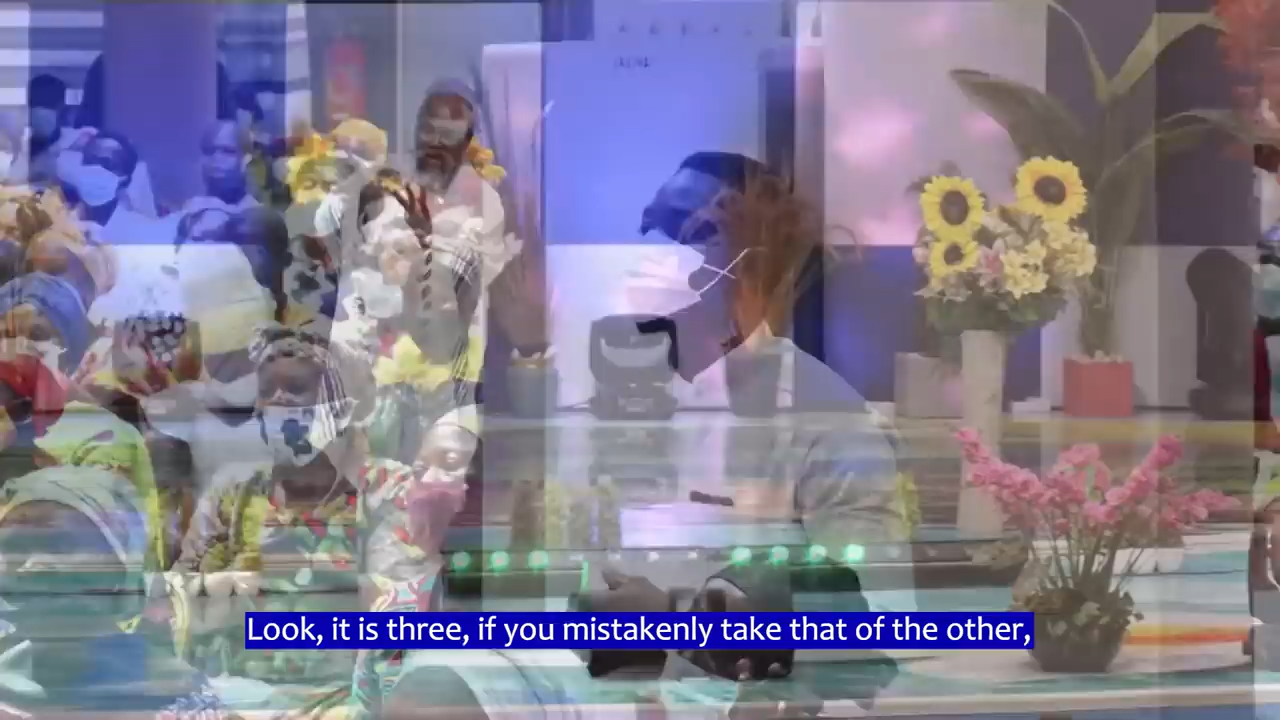 Look, it is three, if you mistakenly take that of the other,